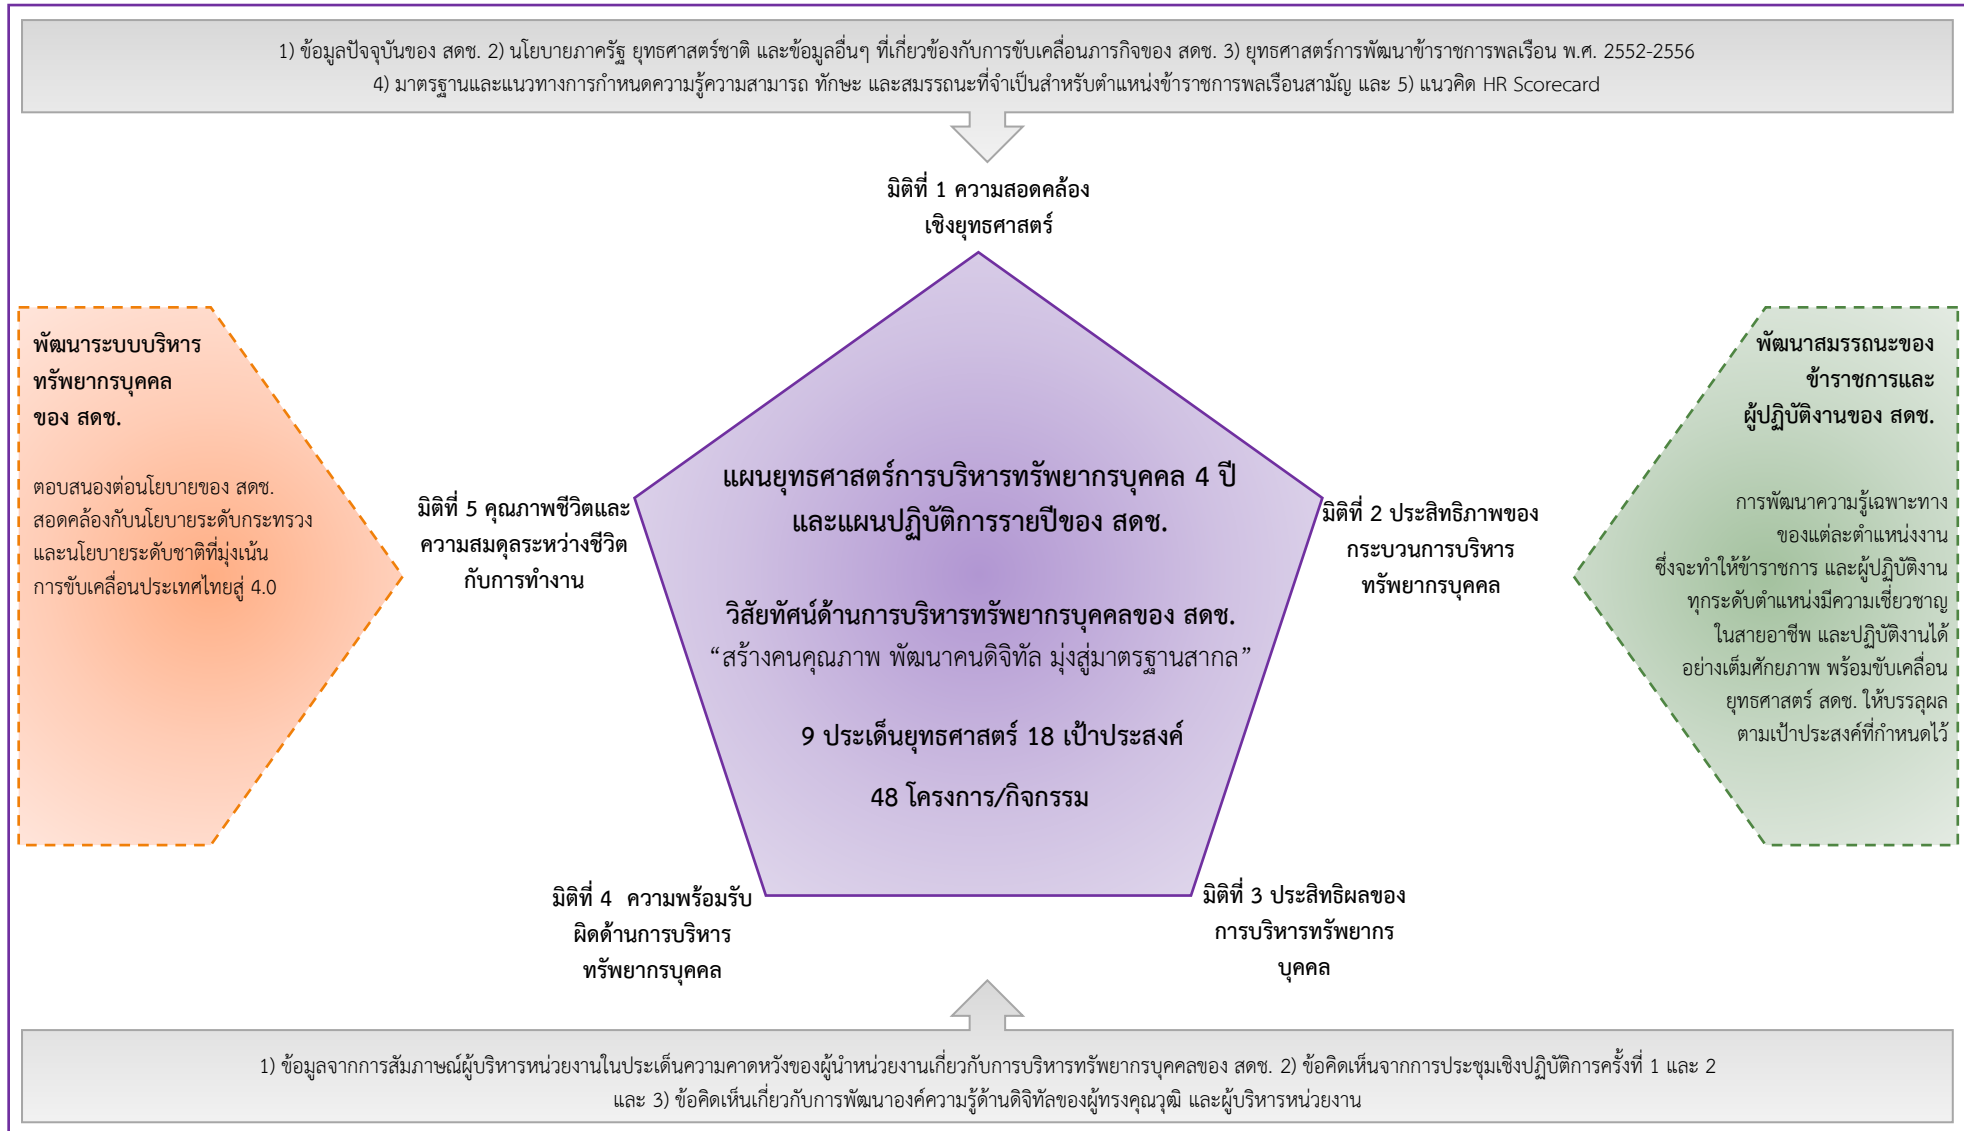 1) ข้อมูลปัจจุบันของ สดช. 2) นโยบายภาครัฐ ยุทธศาสตร์ชาติ และข้อมูลอื่นๆ ที่เกี่ยวข้องกับการขับเคลื่อนภารกิจของ สดช. 3) ยุทธศาสตร์การพัฒนาข้าราชการพลเรือน พ.ศ. 2552-2556
4) มาตรฐานและแนวทางการกำหนดความรู้ความสามารถ ทักษะ และสมรรถนะที่จำเป็นสำหรับตำแหน่งข้าราชการพลเรือนสามัญ และ 5) แนวคิด HR Scorecard
มิติที่ 1 ความสอดคล้อง
เชิงยุทธศาสตร์
พัฒนาระบบบริหาร
ทรัพยากรบุคคล
ของ สดช.
ตอบสนองต่อนโยบายของ สดช.
สอดคล้องกับนโยบายระดับกระทรวง
และนโยบายระดับชาติที่มุ่งเน้น
การขับเคลื่อนประเทศไทยสู่ 4.0
มิติที่ 5 คุณภาพชีวิตและ
ความสมดุลระหว่างชีวิต
กับการทำงาน
แผนยุทธศาสตร์การบริหารทรัพยากรบุคคล 4 ปี
และแผนปฏิบัติการรายปีของ สดช.
วิสัยทัศน์ด้านการบริหารทรัพยากรบุคคลของ สดช.
“สร้างคนคุณภาพ พัฒนาคนดิจิทัล มุ่งสู่มาตรฐานสากล”
9 ประเด็นยุทธศาสตร์ 18 เป้าประสงค์
48 โครงการ/กิจกรรม
มิติที่ 2 ประสิทธิภาพของ
กระบวนการบริหาร
ทรัพยากรบุคคล
พัฒนาสมรรถนะของ
ข้าราชการและ
ผู้ปฏิบัติงานของ สดช.
การพัฒนาความรู้เฉพาะทาง
ของแต่ละตำแหน่งงาน
ซึ่งจะทำให้ข้าราชการ และผู้ปฏิบัติงาน
ทุกระดับตำแหน่งมีความเชี่ยวชาญ
ในสายอาชีพ และปฏิบัติงานได้
อย่างเต็มศักยภาพ พร้อมขับเคลื่อน
ยุทธศาสตร์ สดช. ให้บรรลุผล
ตามเป้าประสงค์ที่กำหนดไว้
มิติที่ 4 ความพร้อมรับ
ผิดด้านการบริหาร
ทรัพยากรบุคคล
มิติที่ 3 ประสิทธิผลของ
การบริหารทรัพยากร
บุคคล
1) ข้อมูลจากการสัมภาษณ์ผู้บริหารหน่วยงานในประเด็นความคาดหวังของผู้นำหน่วยงานเกี่ยวกับการบริหารทรัพยากรบุคคลของ สดช. 2) ข้อคิดเห็นจากการประชุมเชิงปฏิบัติการครั้งที่ 1 และ 2
และ 3) ข้อคิดเห็นเกี่ยวกับการพัฒนาองค์ความรู้ด้านดิจิทัลของผู้ทรงคุณวุฒิ และผู้บริหารหน่วยงาน